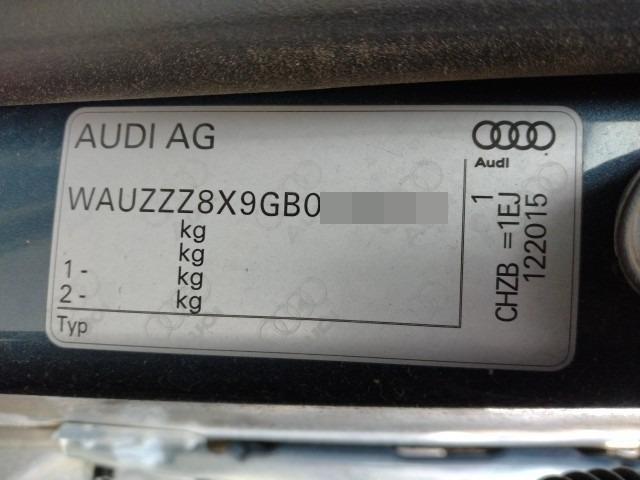 AUDI AG
Audi
WAUZZZ8X9GB0
kg
kg
1 - kg
2 - kg
Typ
1
CHZB =1EJ
122015